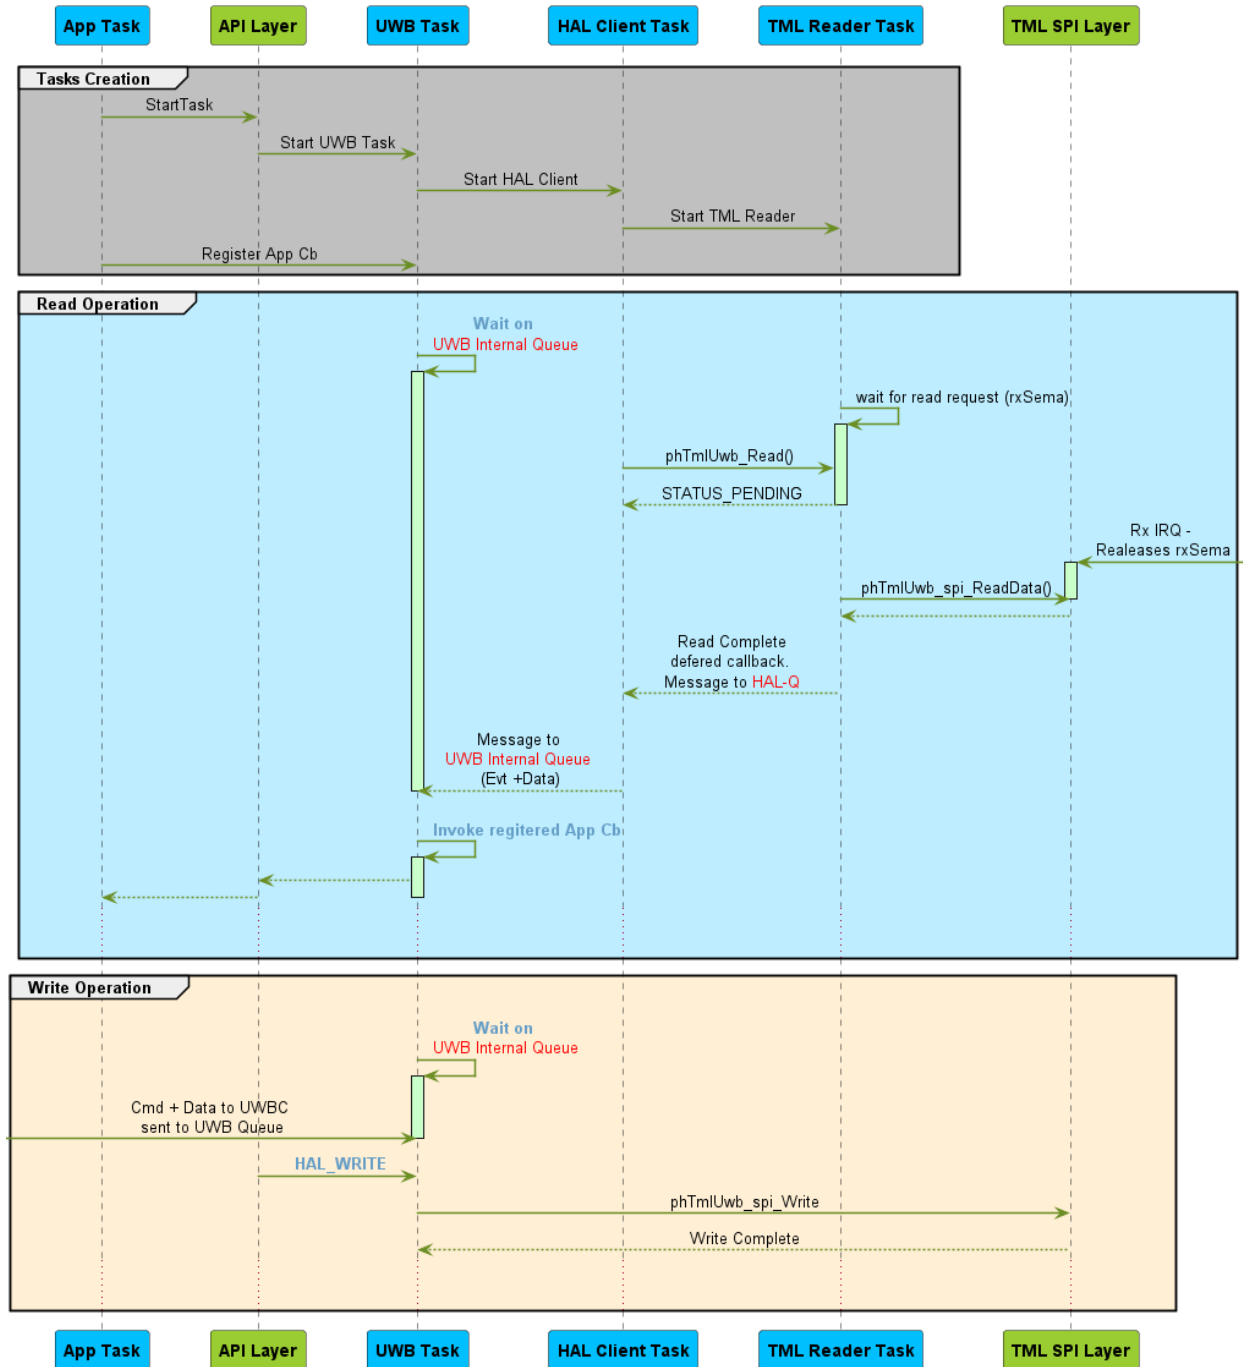 App Task
API Layer
UWB Task
HAL Client Task
TML Reader Task
TML SPI Layer
Tasks Creation
StartTask
Start UWB Task
Start HAL Client
Start TML Reader
Register App Cb
Read Operation
Wait on
UWB Internal Queue
wait for read request (rxSema)
phTmlUwb_Read()
STATUS_PENDING
Rx IRQ -
Realeases rxSema
phTmlUwb_spi_ReadData()
Read Complete
defered callback.
Message to HAL-Q
Message to
UWB Internal Queue
(Evt +Data)
Invoke regitered App Cb
Write Operation
Wait on
UWB Internal Queue
Cmd + Data to UWBC
sent to UWB Queue
HAL_WRITE
phTmlUwb_spi_Write
Write Complete
App Task
API Layer
UWB Task
HAL Client Task
TML Reader Task
TML SPI Layer